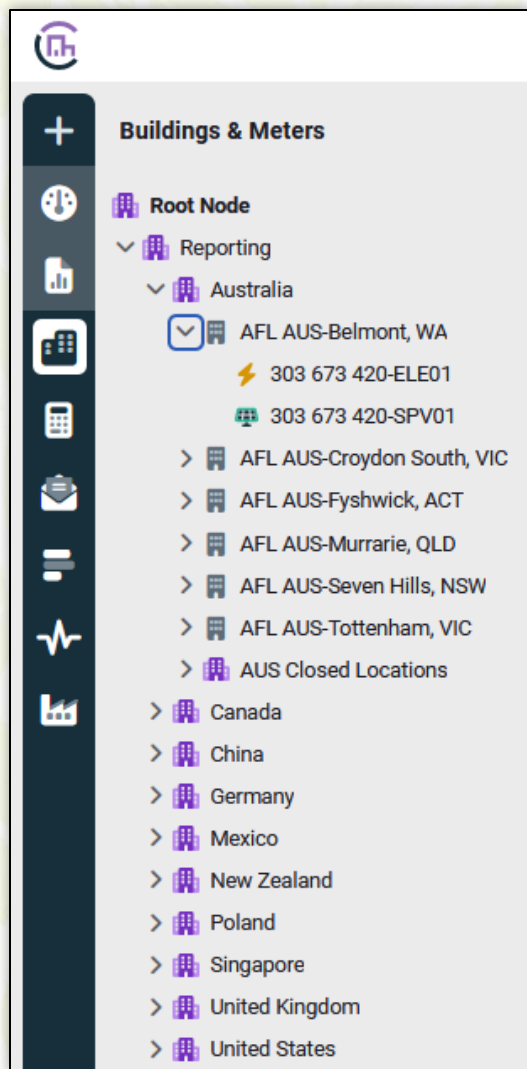 Buildings & Meters
Root Node
Reporting
Australia
AFL AUS-Belmont, WA
303 673 420-ELE01
303 673 420-SPV01
AFL AUS-Croydon South, VIC
AFL AUS-Fyshwick, ACT
AFL AUS-Murrarie, QLD
AFL AUS-Seven Hills, NSW
AFL AUS-Tottenham, VIC
AUS Closed Locations
Canada
China
Germany
Mexico
New Zealand
Poland
Singapore
United Kingdom
United States